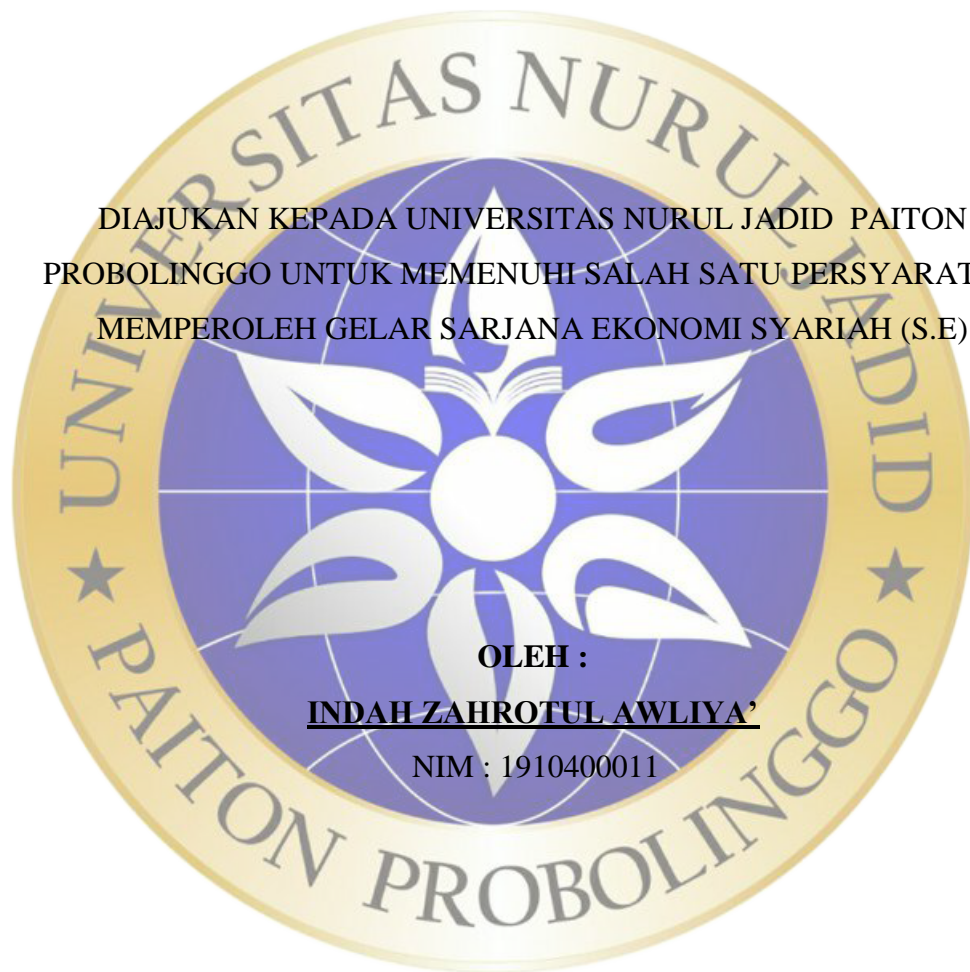 UNIVERSITAS NURUL JADID
DIAJUKAN KEPADA UNIVERSITAS NURUL JADID PAITON
PROBOLINGGO UNTUK MEMENUHI SALAH SATU PERSYARAT
MEMPEROLEH GELAR SARJANA EKONOMI SYARIAH (S.E)
OLEH :
INDAH ZAHROTUL AWLIYA’
NIM : 1910400011
PAITON PROBOLINGGO